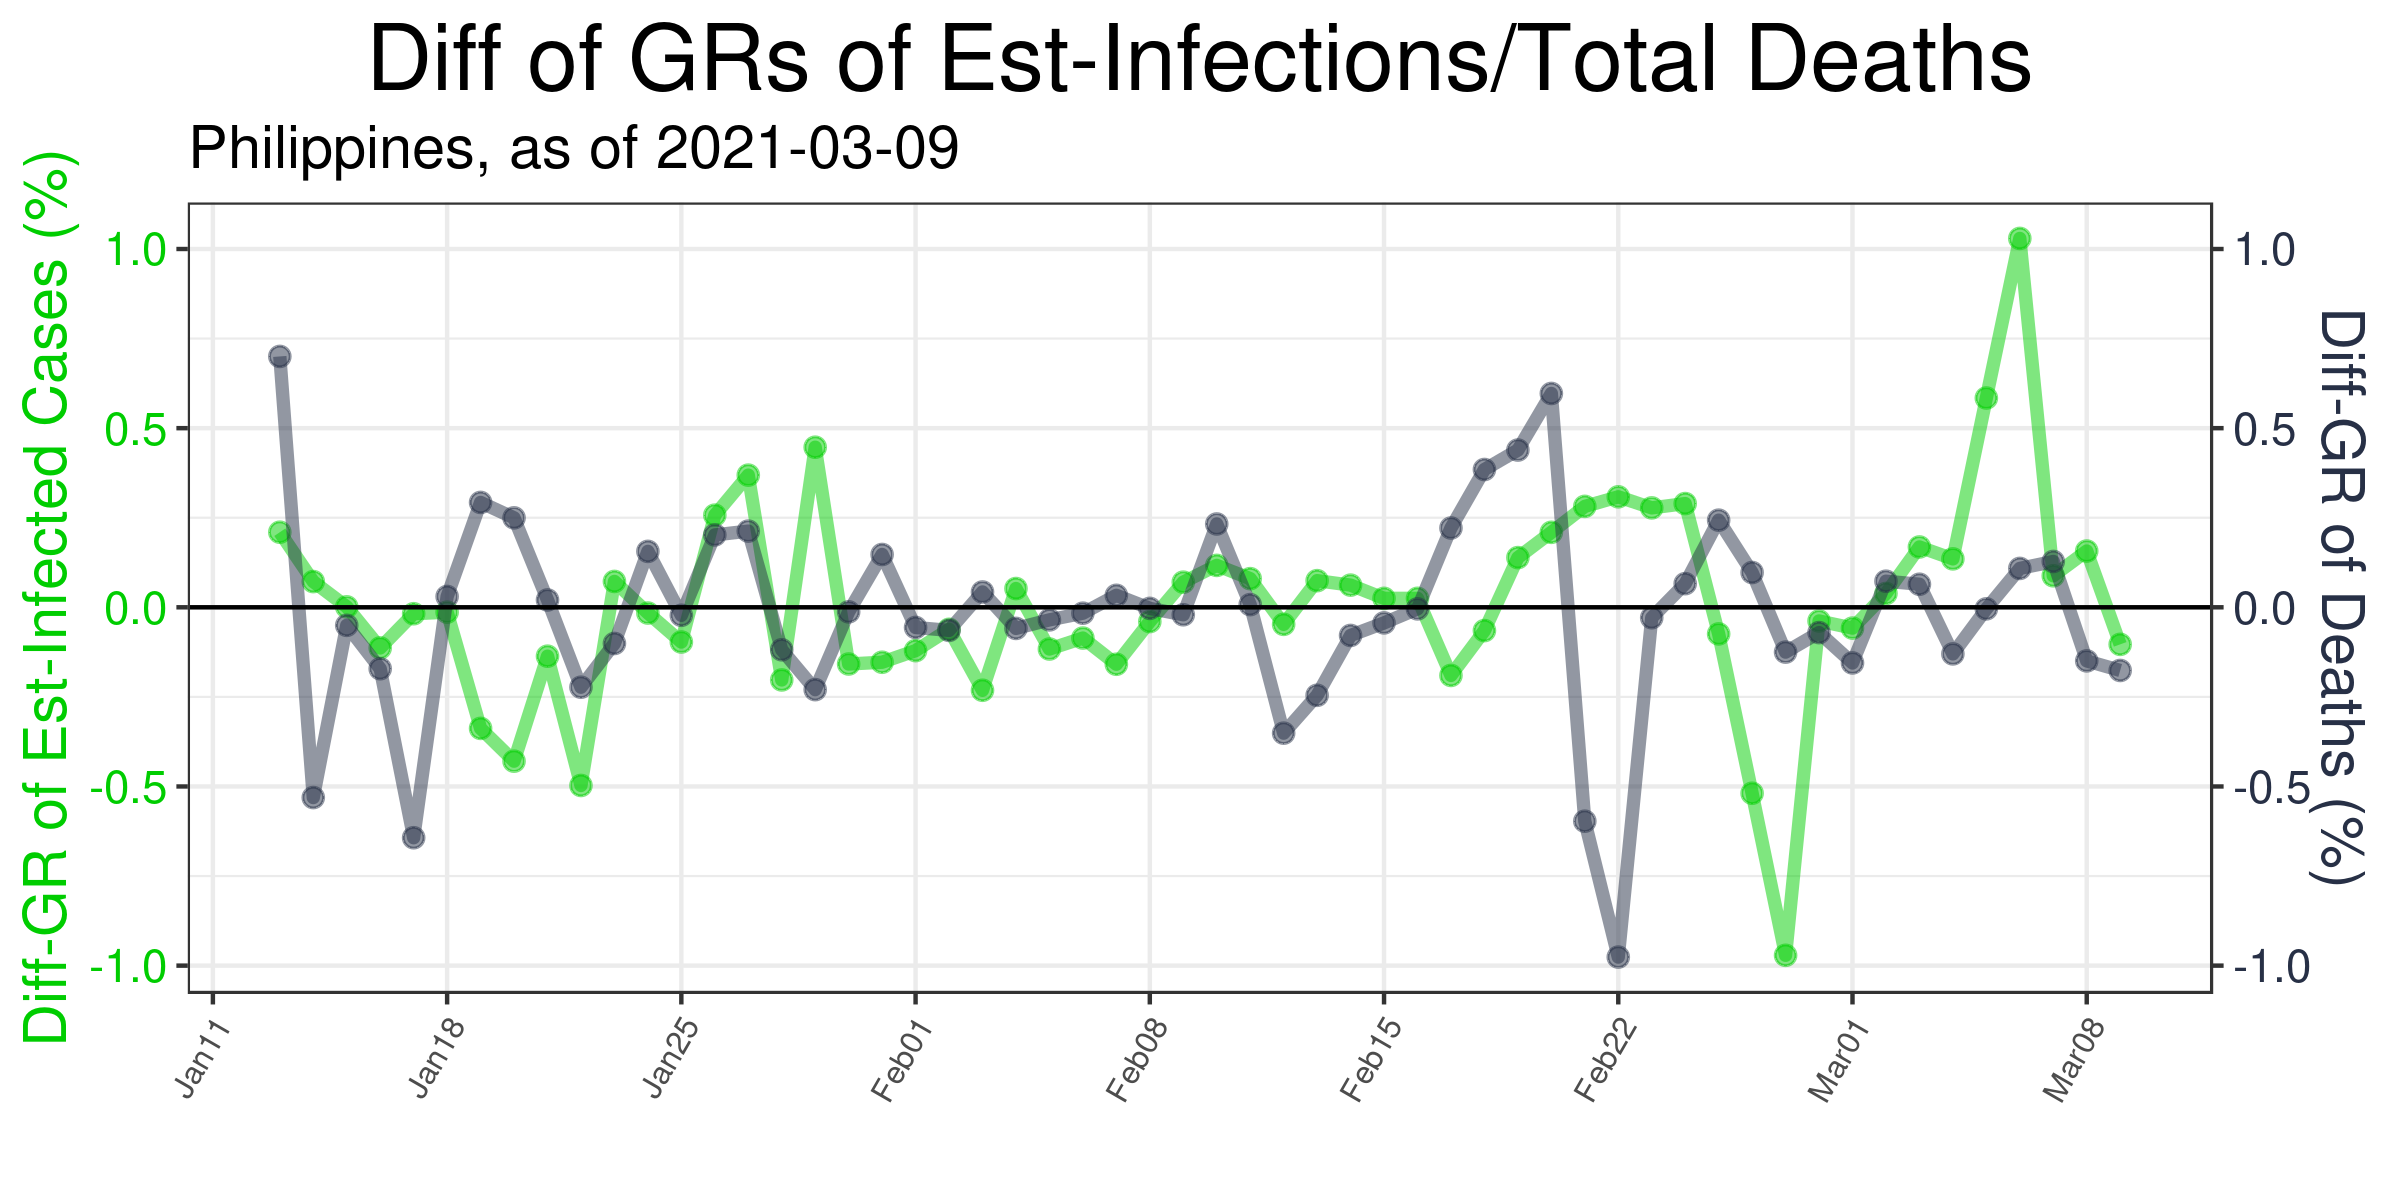 Diff of GRs of Est-Infections/Total Deaths
Philippines, as of 2021-03-09
Diff-GR of Est-Infected Cases (%)
1.0
0.5
0.0
-0.5
-1.0
1.0
0.5
0.0
-0.5
-1.0
Diff-GR of Deaths (%)
Jan11
Jan18
Jan25
Feb01
Feb08
Feb15
Feb22
Mar01
Mar08